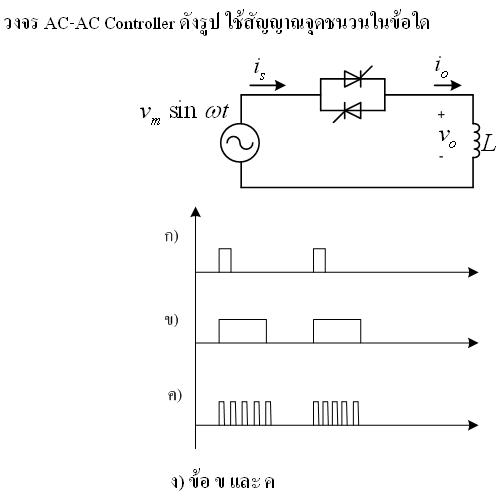 วงจร AC-AC Controller ดังรูป ใช้สัญญาณจุดชนวนในข้อใด
i_s
i_o
v_m sin ωt
+
v_o
-
L
ก)
ข)
ค)
ง) ข้อ ข และ ค